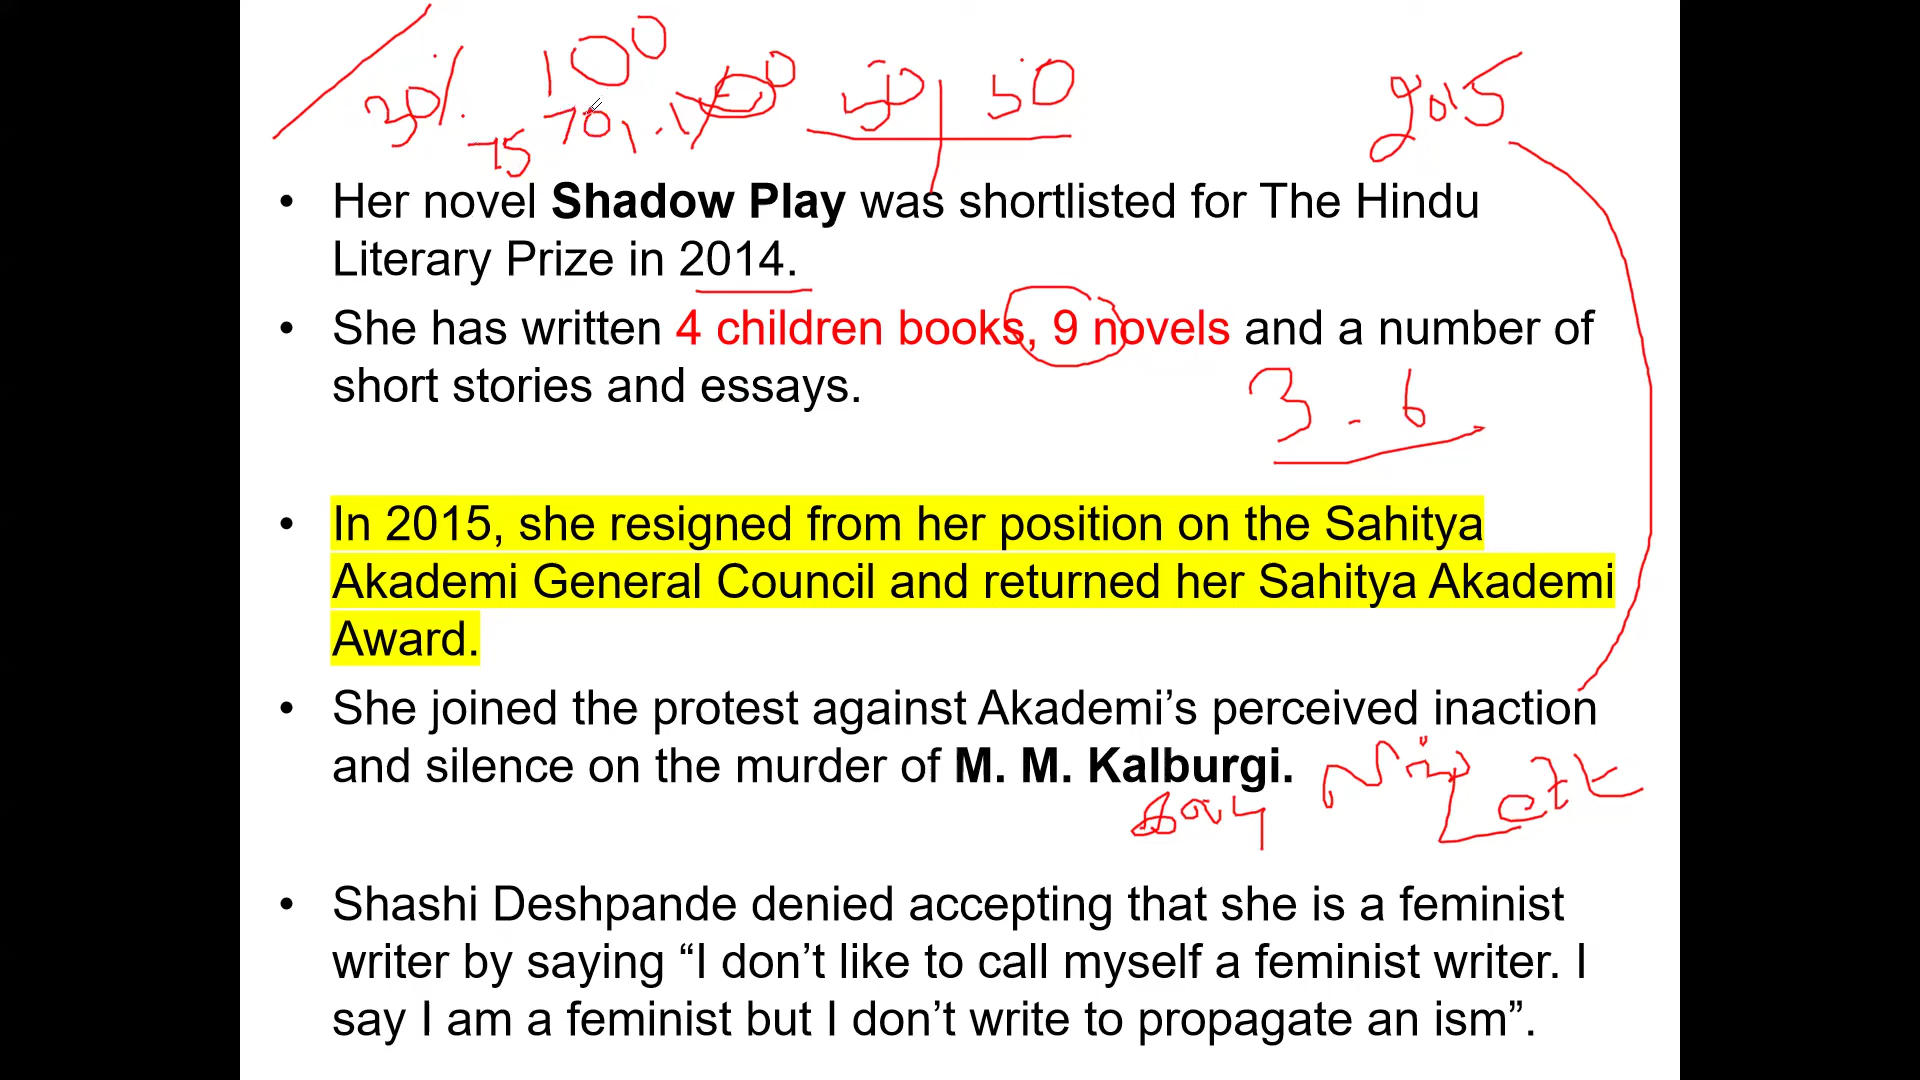 100
30%
50 50
2015
75 70%
• Her novel Shadow Play was shortlisted for The Hindu
Literary Prize in 2014.
• She has written 4 children books, 9 novels and a number of
short stories and essays.
3 - 6
• In 2015, she resigned from her position on the Sahitya
Akademi General Council and returned her Sahitya Akademi
Award.
• She joined the protest against Akademi’s perceived inaction
and silence on the murder of M. M. Kalburgi.
• Shashi Deshpande denied accepting that she is a feminist
writer by saying “I don’t like to call myself a feminist writer. I
say I am a feminist but I don’t write to propagate an ism”.